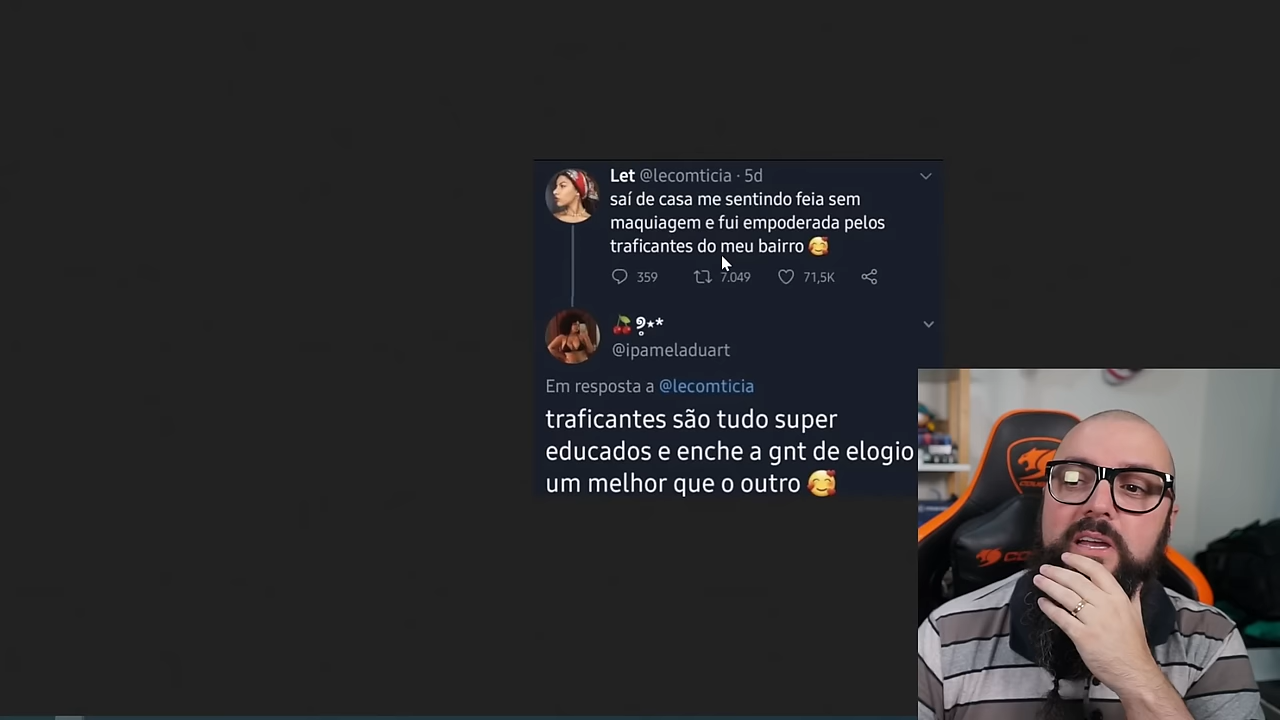 Let @lecomticia · 5d
saí de casa me sentindo feia sem
maquiagem e fui empoderada pelos
traficantes do meu bairro 🥰
359 7.049 71,5K
🍒 ୨̥⋆*
@ipameladuart
Em resposta a @lecomticia
traficantes são tudo super
educados e enche a gnt de elogio
um melhor que o outro 🥰